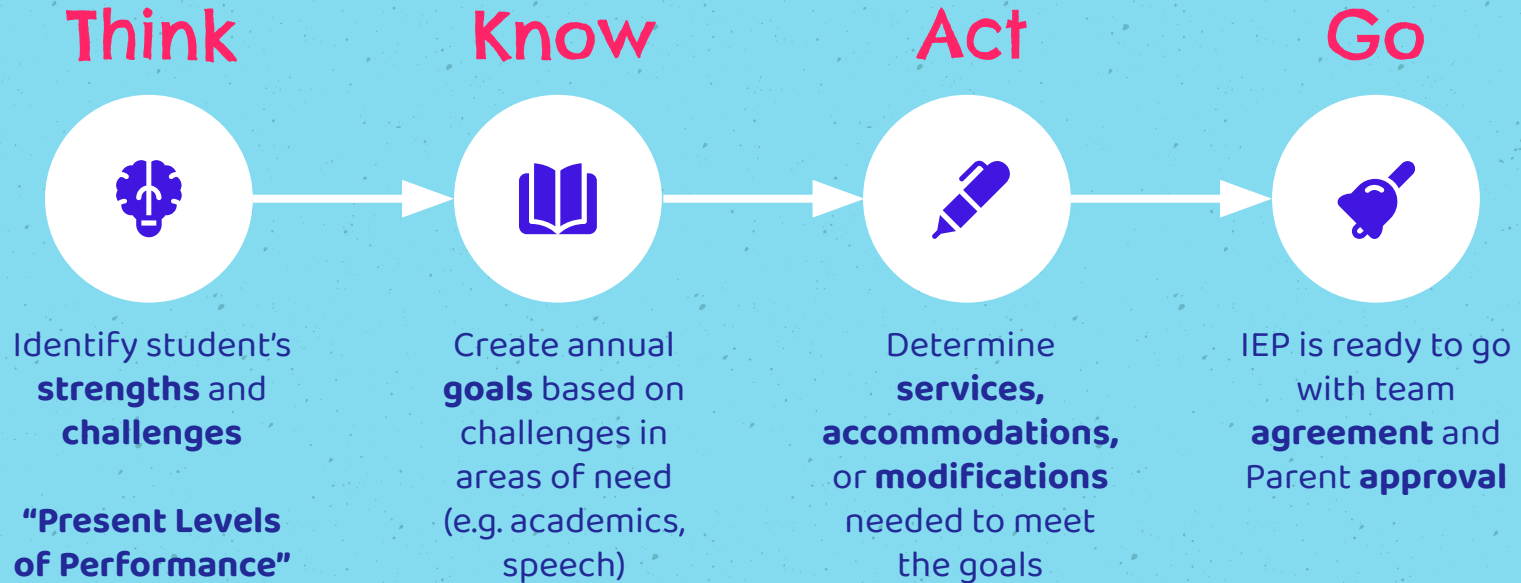 Think
Identify student's
strengths and
challenges
“Present Levels
of Performance”
Know
Create annual
goals based on
challenges in
areas of need
(e.g. academics,
speech)
Act
Determine
services,
accommodations,
or modifications
needed to meet
the goals
Go
IEP is ready to go
with team
agreement and
Parent approval